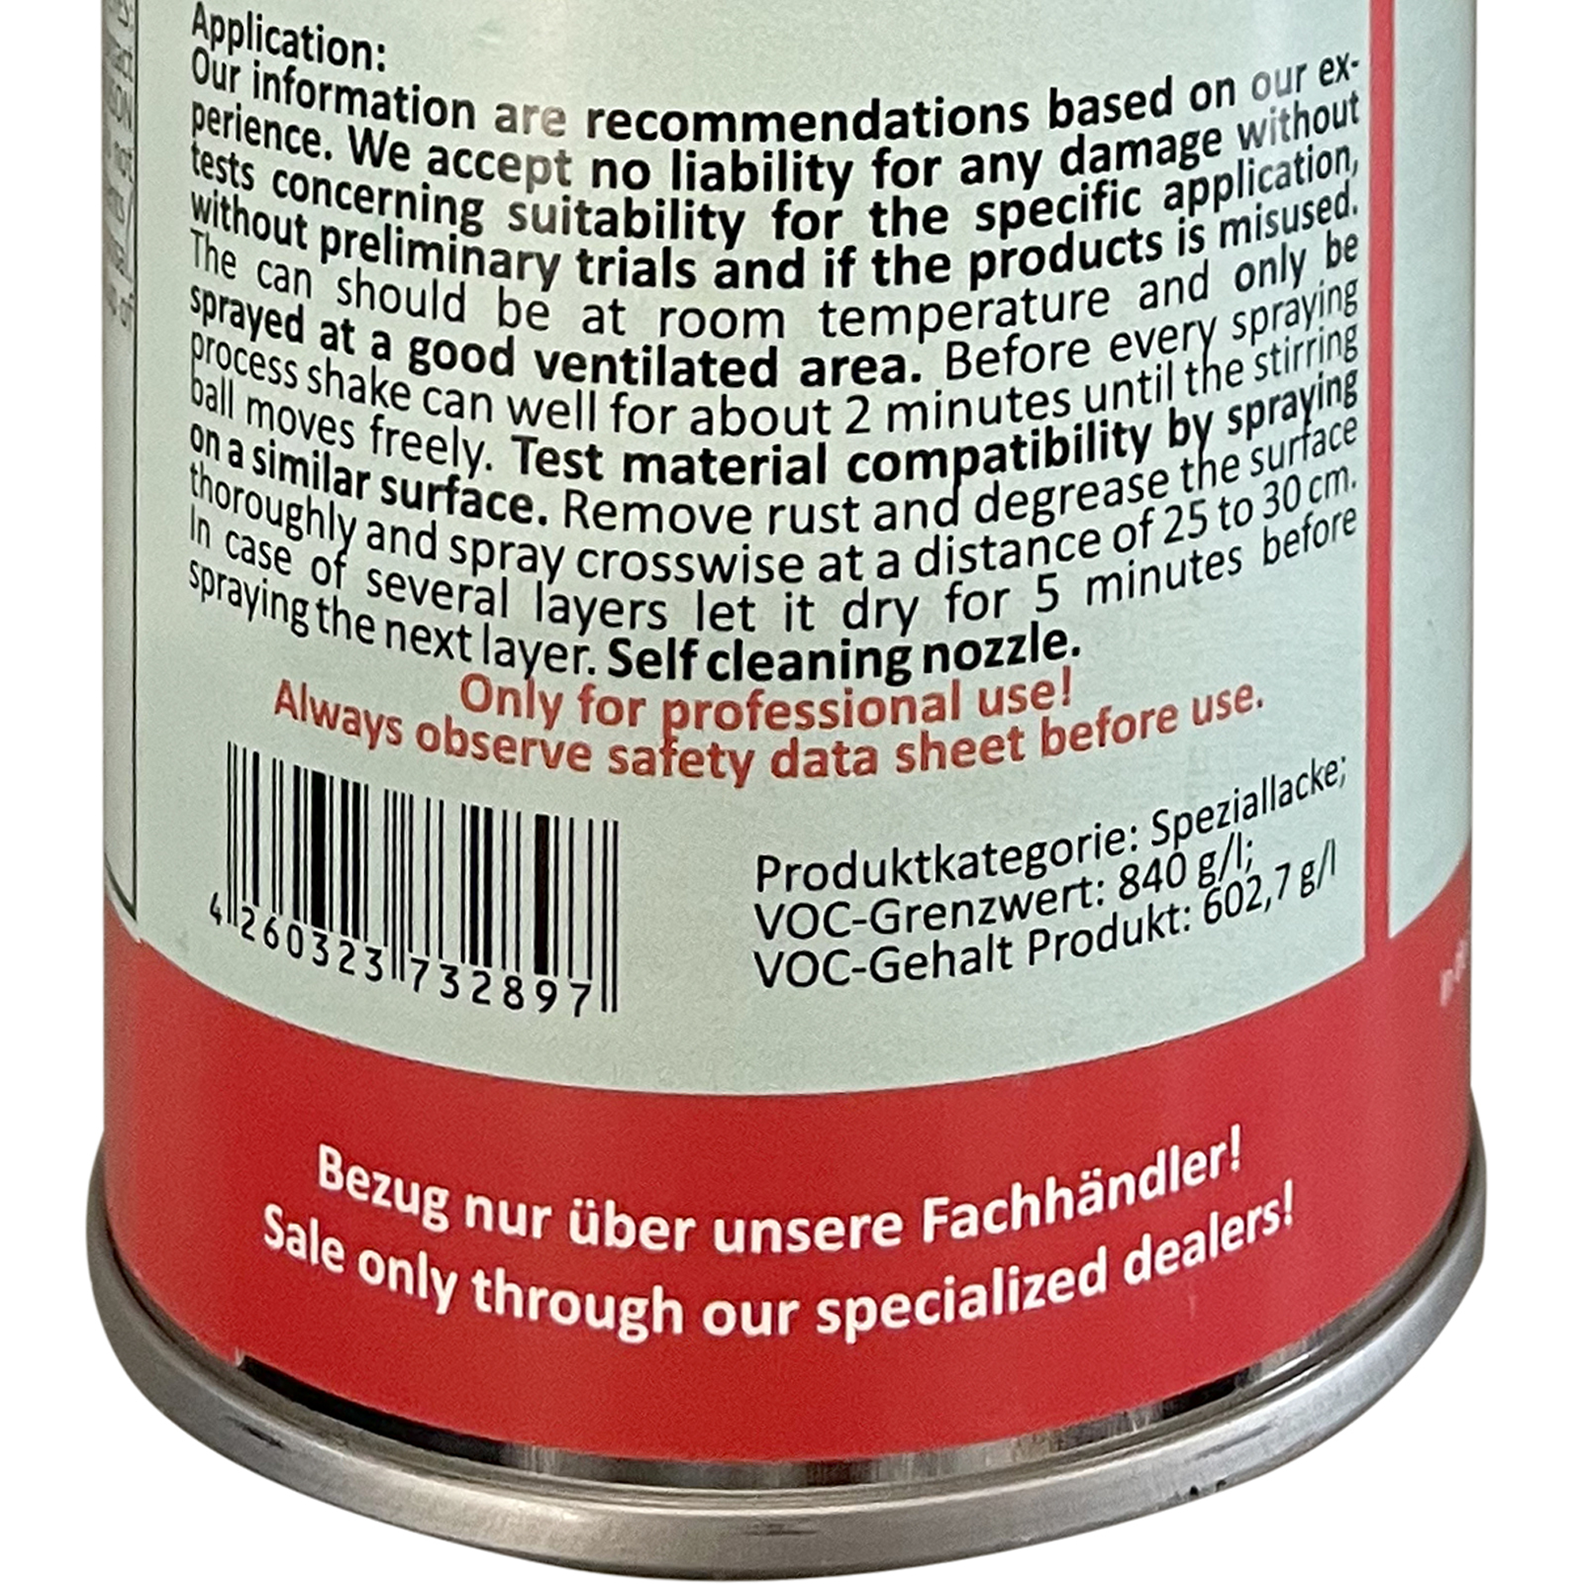 Application:
Our information are recommendations based on our ex-
perience. We accept no liability for any damage without
tests concerning suitability for the specific application,
without preliminary trials and if the products is misused.
The can should be at room temperature and only be
sprayed at a good ventilated area. Before every spraying
process shake can well for about 2 minutes until the stirring
ball moves freely. Test material compatibility by spraying
on a similar surface. Remove rust and degrease the surface
thoroughly and spray crosswise at a distance of 25 to 30 cm.
In case of several layers let it dry for 5 minutes before
spraying the next layer. Self cleaning nozzle.
Only for professional use!
Always observe safety data sheet before use.
4 260323 732897
Produktkategorie: Speziallacke;
VOC-Grenzwert: 840 g/l;
VOC-Gehalt Produkt: 602,7 g/l
Bezug nur über unsere Fachhändler!
Sale only through our specialized dealers!